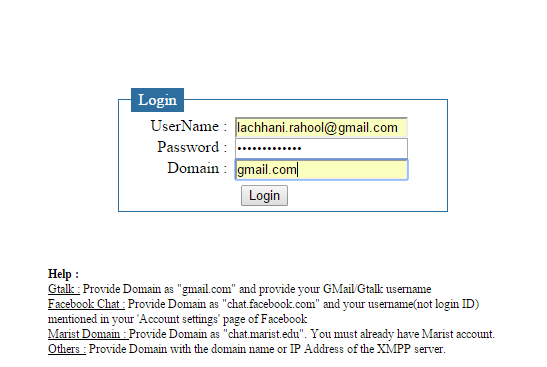 Login
UserName : lachhani.rahool@gmail.com
Password : •••••••••••••
Domain : gmail.com
Login
Help :
Gtalk : Provide Domain as "gmail.com" and provide your GMail/Gtalk username
Facebook Chat : Provide Domain as "chat.facebook.com" and your username(not login ID)
mentioned in your 'Account settings' page of Facebook
Marist Domain : Provide Domain as "chat.marist.edu". You must already have Marist account.
Others : Provide Domain with the domain name or IP Address of the XMPP server.